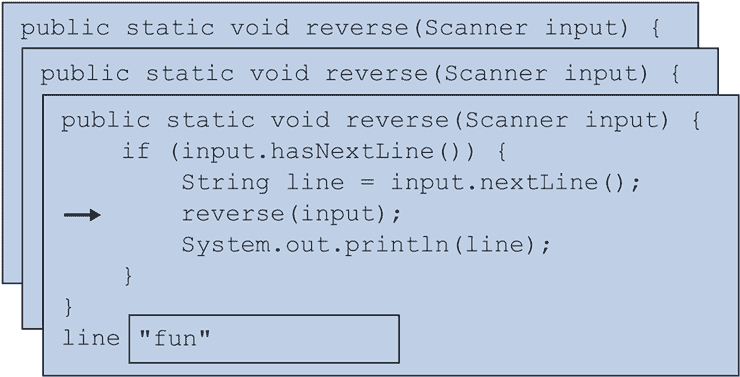 public static void reverse(Scanner input) {
public static void reverse(Scanner input) {
public static void reverse(Scanner input) {
    if (input.hasNextLine()) {
        String line = input.nextLine();
        reverse(input);
        System.out.println(line);
    }
}
line "fun"